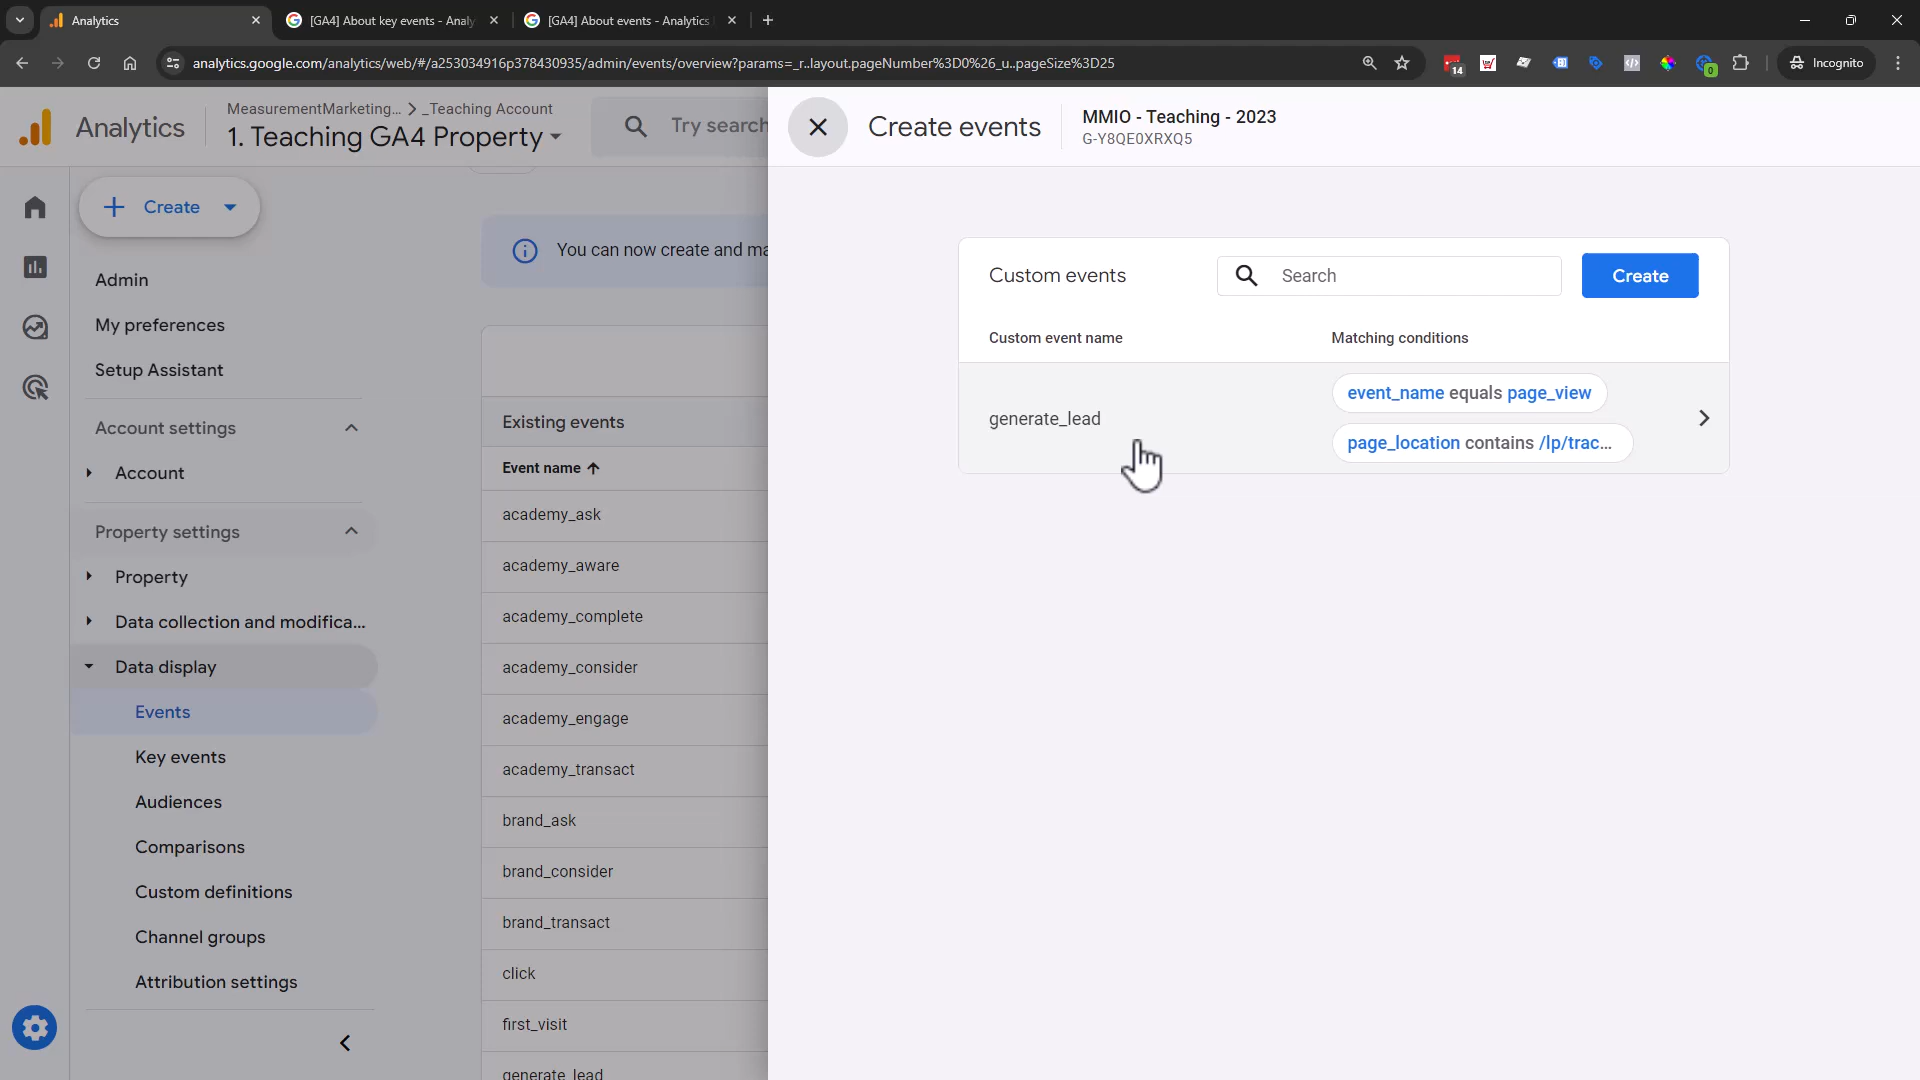 Analytics
[GA4] About key events - Analy
[GA4] About events - Analytics
analytics.google.com/analytics/web/#/a253034916p378430935/admin/events/overview?params=_r..layout.pageNumber%3D0%26_u..pageSize%3D25
14
0
Incognito
Analytics
MeasurementMarketing... > _Teaching Account
1. Teaching GA4 Property
Try search
Create events
MMIO - Teaching - 2023
G-Y8QE0XRXQ5
Create
Admin
My preferences
Setup Assistant
Account settings
Account
Property settings
Property
Data collection and modifica...
Data display
Events
Key events
Audiences
Comparisons
Custom definitions
Channel groups
Attribution settings
You can now create and ma
Existing events
Event name
academy_ask
academy_aware
academy_complete
academy_consider
academy_engage
academy_transact
brand_ask
brand_consider
brand_transact
click
first_visit
generate_lead
Custom events
Search
Create
Custom event name
Matching conditions
generate_lead
event_name equals page_view
page_location contains /lp/trac...